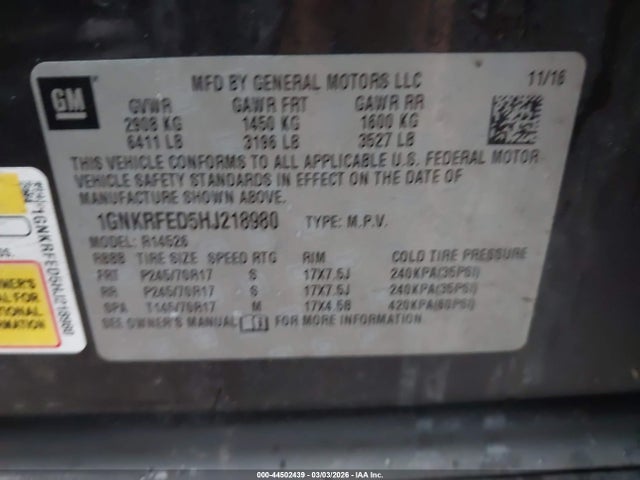 GM
MFD BY GENERAL MOTORS LLC 11/16
GVWR GAWR FRT GAWR RR
2908 KG 1450 KG 1600 KG
6411 LB 3196 LB 3527 LB
THIS VEHICLE CONFORMS TO ALL APPLICABLE U.S. FEDERAL MOTOR
VEHICLE SAFETY STANDARDS IN EFFECT ON THE DATE OF
MANUFACTURE SHOWN ABOVE.
1GNKRFED5HJ218980 TYPE: M.P.V.
MODEL: R14526
RBBB TIRE SIZE SPEED RTG RIM COLD TIRE PRESSURE
FRT P245/70R17 S 17X7.5J 240KPA(35PSI)
RR P245/70R17 S 17X7.5J 240KPA(35PSI)
SPA T145/70R17 M 17X4.5B 420KPA(60PSI)
SEE OWNER'S MANUAL FOR MORE INFORMATION.
1GNKRFED5HJ218980
000-44502439 - 03/03/2026 - IAA Inc.